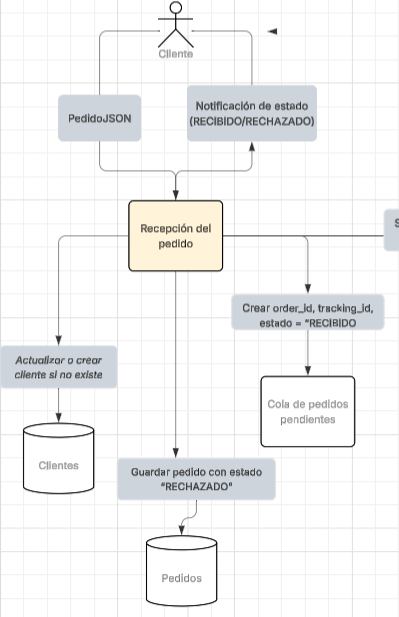 Cliente
PedidoJSON
Notificación de estado
(RECIBIDO/RECHAZADO)
Recepción del
pedido
S
Crear order_id, tracking_id,
estado = "RECIBIDO
Actualizar o crear
cliente si no existe
Cola de pedidos
pendientes
Clientes
Guardar pedido con estado
"RECHAZADO"
Pedidos